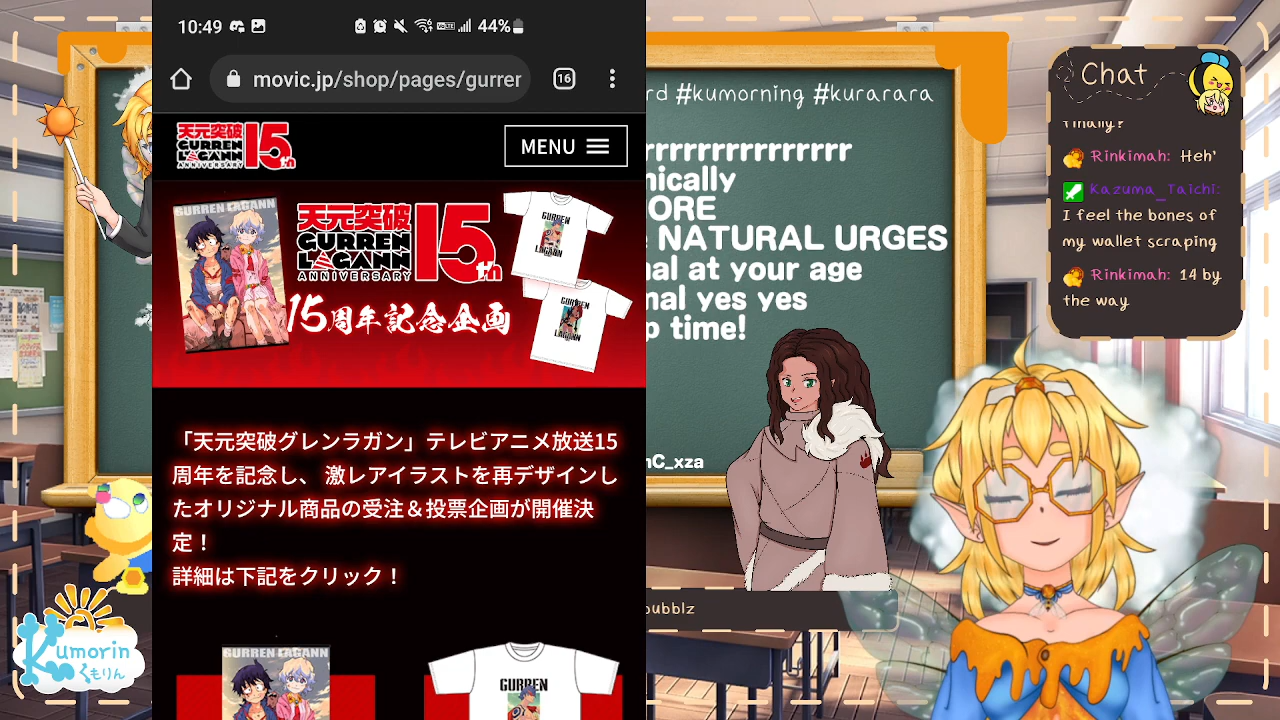 10:49
44%
movic.jp/shop/pages/gurrer
16
天元突破
GURREN
LAGANN
ANNIVERSARY
15th
MENU
GURREN LAGANN
天元突破
GURREN
LAGANN
ANNIVERSARY
15th
15周年記念企画
GURREN
LAGANN
GURREN
LAGANN
「天元突破グレンラガン」テレビアニメ放送15
周年を記念し、 激レアイラストを再デザインし
たオリジナル商品の受注＆投票企画が開催決
定！
詳細は下記をクリック！
GURREN LAGANN
GURREN
rd #kumorning #kurarara
rrrrrrrrrrrrrrrr
nically
ORE
NATURAL URGES
nal at your age
nal yes yes
p time!
nC_xza
bubblz
Chat
finally?
Rinkimah: Heh'
Kazuma_Taichi:
I feel the bones of
my wallet scraping
Rinkimah: 14 by
the way.
Kumorin
くもりん